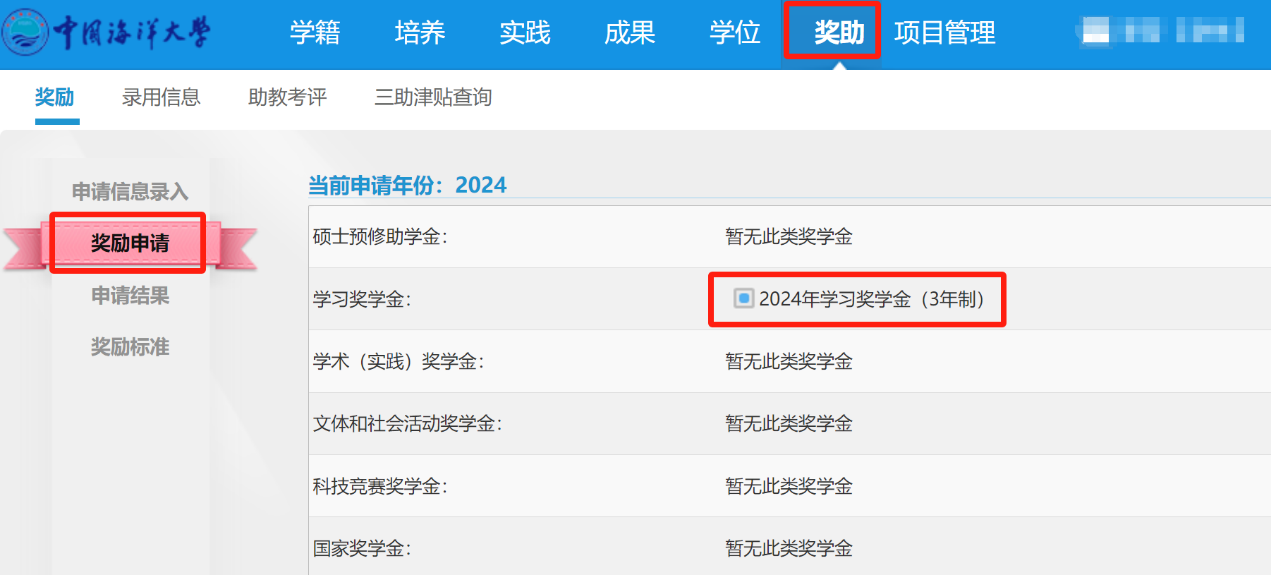 中国海洋大学 学籍 培养 实践 成果 学位 奖助 项目管理
奖励 录用信息 助教考评 三助津贴查询
申请信息录入
奖励申请
申请结果
奖励标准
当前申请年份：2024
硕士预修助学金： 暂无此类奖学金
学习奖学金： 2024年学习奖学金（3年制）
学术（实践）奖学金： 暂无此类奖学金
文体和社会活动奖学金： 暂无此类奖学金
科技竞赛奖学金： 暂无此类奖学金
国家奖学金： 暂无此类奖学金